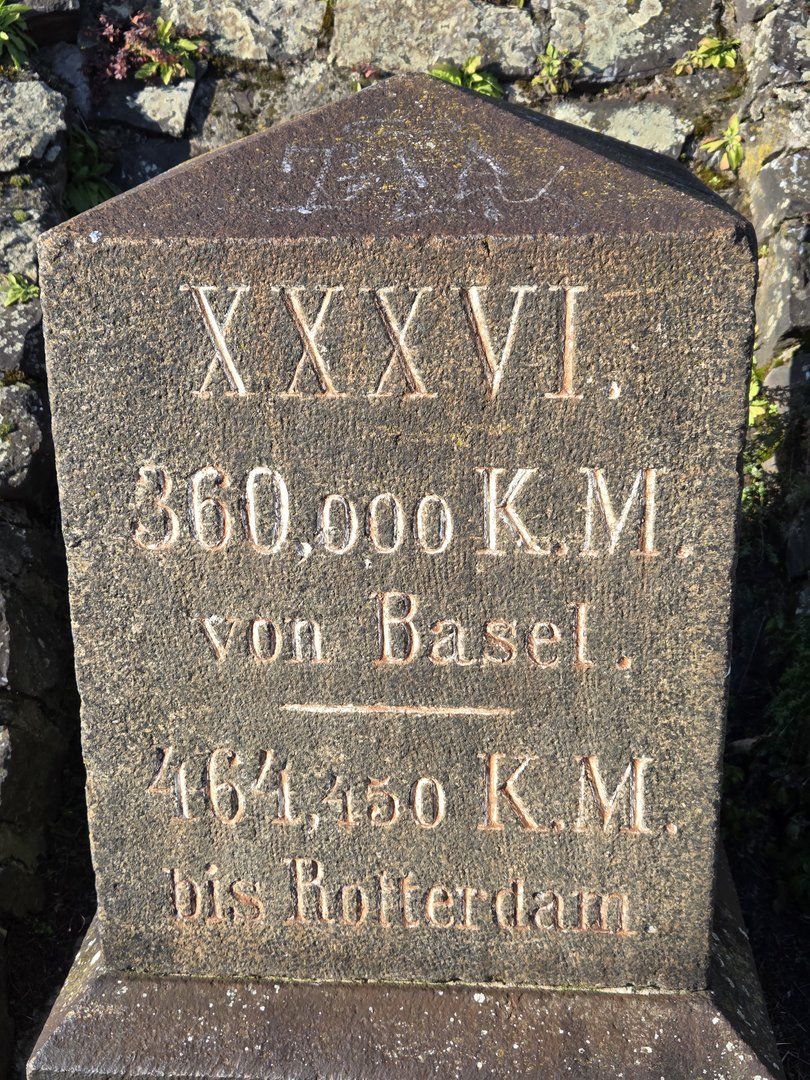 XXXVI.
360,000 K.M.
von Basel.
464,450 K.M.
bis Rotterdam.